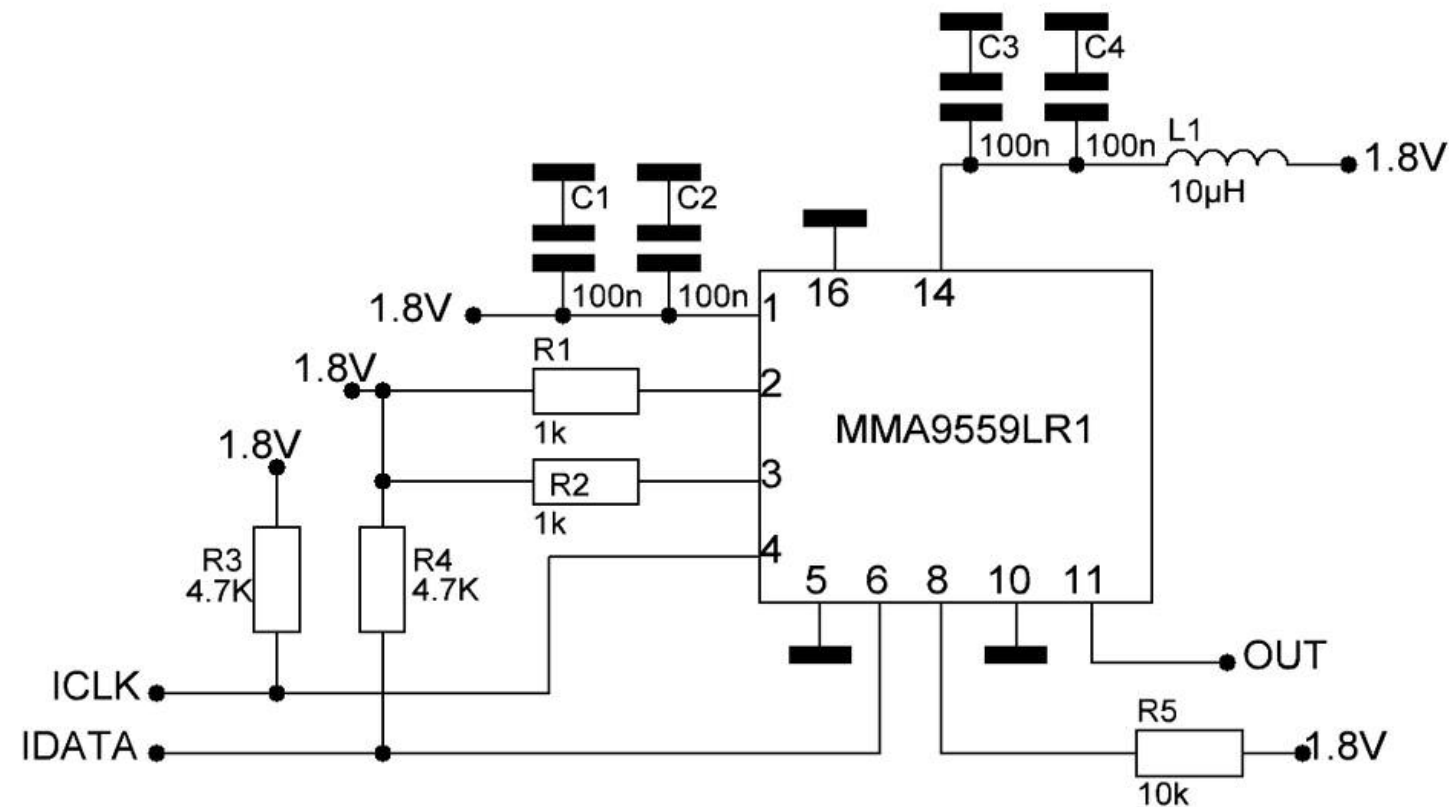 C3
C4
100n
100n
L1
10µH
1.8V
C1
C2
100n
100n
1.8V
16
14
1
1.8V
R1
1k
2
1.8V
R2
1k
3
MMA9559LR1
R3
4.7K
R4
4.7K
4
5
6
8
10
11
ICLK
OUT
IDATA
R5
10k
1.8V